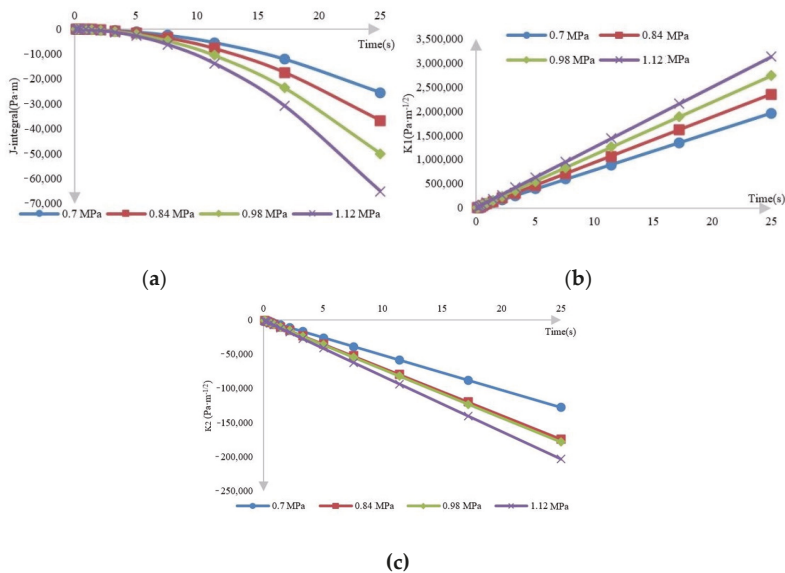 0
5
10
15
20
25
0
Time(s)
-10,000
-20,000
-30,000
-40,000
-50,000
-60,000
-70,000
J-integral(Pa·m)
0.7 MPa 0.84 MPa 0.98 MPa 1.12 MPa
(a)
0.7 MPa 0.84 MPa
0.98 MPa 1.12 MPa
3,500,000
3,000,000
2,500,000
2,000,000
1,500,000
1,000,000
500,000
0
K1(Pa·m-1/2)
Time(s)
0 5 10 15 20 25
(b)
0 5 10 15 20 25
0
Time(s)
-50,000
-100,000
-150,000
-200,000
-250,000
K2 (Pa·m-1/2)
0.7 MPa 0.84 MPa 0.98 MPa 1.12 MPa
(c)